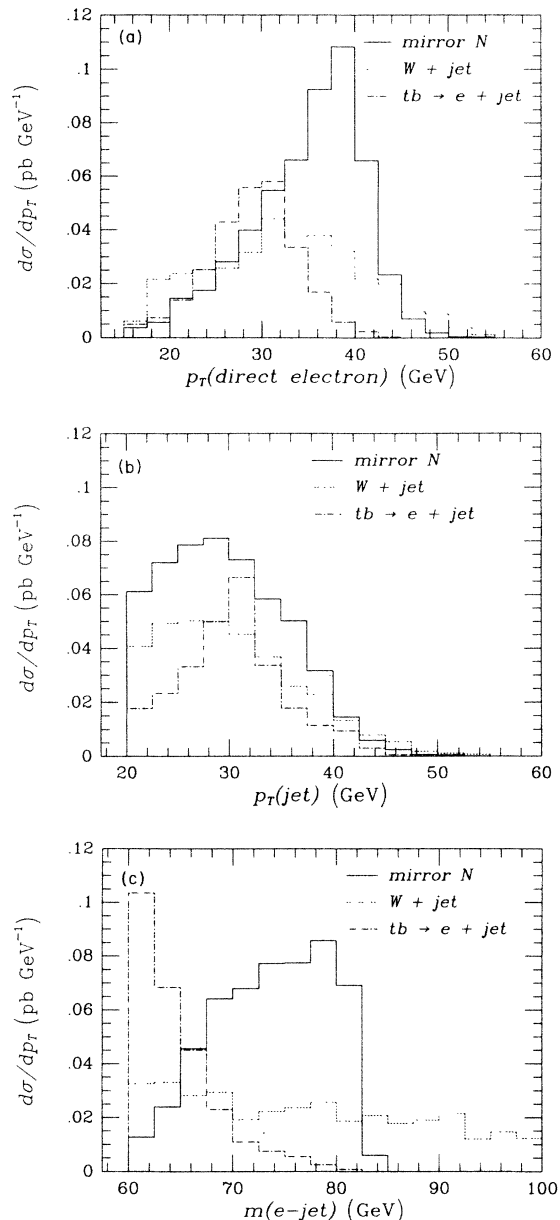 (a)
mirror N
W + jet
tb → e + jet
.12
.1
.08
.06
.04
.02
0
dσ/dp_T (pb GeV⁻¹)
20 30 40 50 60
p_T(direct electron) (GeV)
(b)
mirror N
W + jet
tb → e + jet
.12
.1
.08
.06
.04
.02
0
dσ/dp_T (pb GeV⁻¹)
20 30 40 50 60
p_T(jet) (GeV)
(c)
mirror N
W + jet
tb → e + jet
.12
.1
.08
.06
.04
.02
0
dσ/dp_T (pb GeV⁻¹)
60 70 80 90 100
m(e-jet) (GeV)